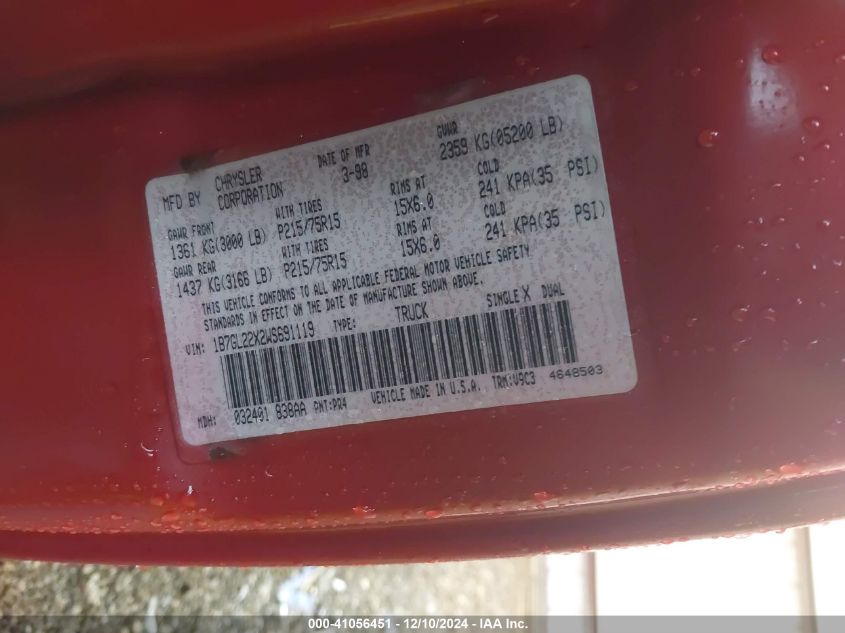 MFD BY CHRYSLER CORPORATION DATE OF MFR 3-98 GVWR 2359 KG(05200 LB)
GAWR FRONT WITH TIRES RIMS AT COLD
1361 KG(3000 LB) P215/75R15 15X6.0 241 KPA(35 PSI)
GAWR REAR WITH TIRES RIMS AT COLD
1437 KG(3166 LB) P215/75R15 15X6.0 241 KPA(35 PSI)
THIS VEHICLE CONFORMS TO ALL APPLICABLE FEDERAL MOTOR VEHICLE SAFETY
STANDARDS IN EFFECT ON THE DATE OF MANUFACTURE SHOWN ABOVE.
VIN: 1B7GL22X2WS691119 TYPE: TRUCK SINGLE X DUAL
MDH: 032401 838AA PNT:PR4 VEHICLE MADE IN U.S.A. TRM:V9C3 4648503
000-41056451 - 12/10/2024 - IAA Inc.